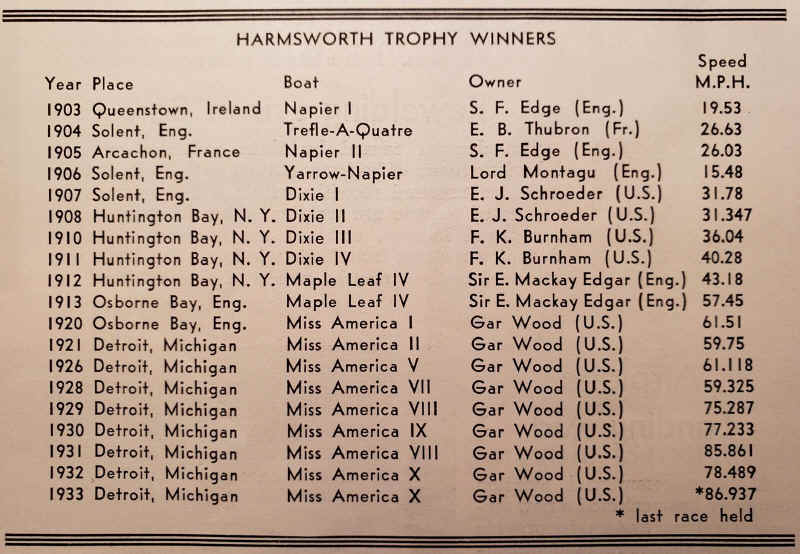 HARMSWORTH TROPHY WINNERS
Speed
Year Place Boat Owner M.P.H.
1903 Queenstown, Ireland Napier I S. F. Edge (Eng.) 19.53
1904 Solent, Eng. Trefle-A-Quatre E. B. Thubron (Fr.) 26.63
1905 Arcachon, France Napier II S. F. Edge (Eng.) 26.03
1906 Solent, Eng. Yarrow-Napier Lord Montagu (Eng.) 15.48
1907 Solent, Eng. Dixie I E. J. Schroeder (U.S.) 31.78
1908 Huntington Bay, N. Y. Dixie II E. J. Schroeder (U.S.) 31.347
1910 Huntington Bay, N. Y. Dixie III F. K. Burnham (U.S.) 36.04
1911 Huntington Bay, N. Y. Dixie IV F. K. Burnham (U.S.) 40.28
1912 Huntington Bay, N. Y. Maple Leaf IV Sir E. Mackay Edgar (Eng.) 43.18
1913 Osborne Bay, Eng. Maple Leaf IV Sir E. Mackay Edgar (Eng.) 57.45
1920 Osborne Bay, Eng. Miss America I Gar Wood (U.S.) 61.51
1921 Detroit, Michigan Miss America II Gar Wood (U.S.) 59.75
1926 Detroit, Michigan Miss America V Gar Wood (U.S.) 61.118
1928 Detroit, Michigan Miss America VII Gar Wood (U.S.) 59.325
1929 Detroit, Michigan Miss America VIII Gar Wood (U.S.) 75.287
1930 Detroit, Michigan Miss America IX Gar Wood (U.S.) 77.233
1931 Detroit, Michigan Miss America VIII Gar Wood (U.S.) 85.861
1932 Detroit, Michigan Miss America X Gar Wood (U.S.) 78.489
1933 Detroit, Michigan Miss America X Gar Wood (U.S.) *86.937
* last race held